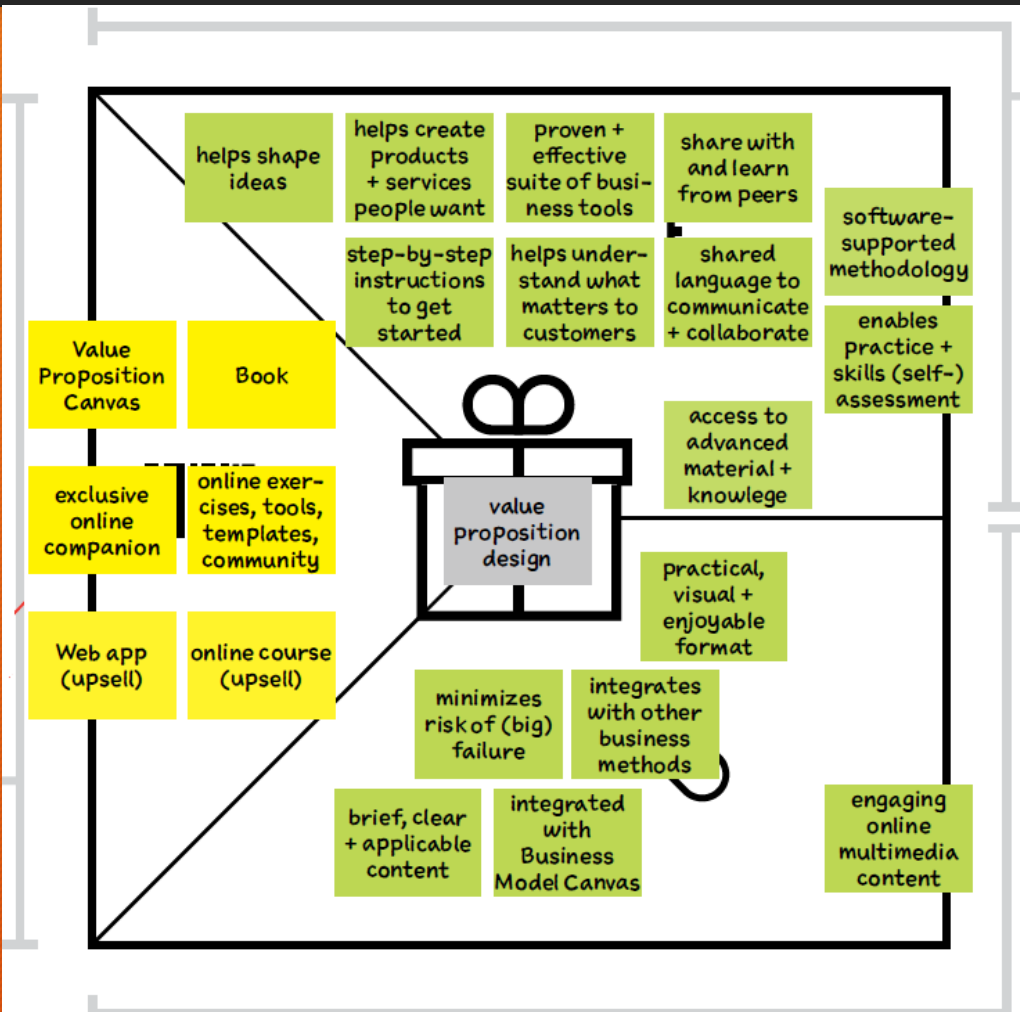 helps shape
ideas
helps create
products
+ services
people want
proven +
effective
suite of busi-
ness tools
share with
and learn
from peers
software-
supported
methodology
step-by-step
instructions
to get
started
helps under-
stand what
matters to
customers
shared
language to
communicate
+ collaborate
enables
practice +
skills (self-)
assessment
Value
Proposition
Canvas
Book
access to
advanced
material +
knowlege
exclusive
online
companion
online exer-
cises, tools,
templates,
community
value
proposition
design
practical,
visual +
enjoyable
format
Web app
(upsell)
online course
(upsell)
minimizes
risk of (big)
failure
integrates
with other
business
methods
brief, clear
+ applicable
content
integrated
with
Business
Model Canvas
engaging
online
multimedia
content